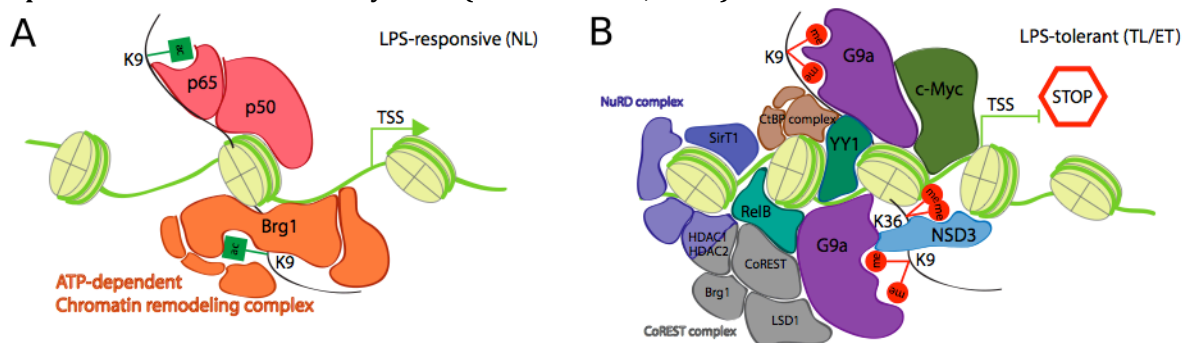 A
LPS-responsive (NL)
K9
ac
p65
p50
TSS
Brg1
ac
K9
ATP-dependent
Chromatin remodeling complex
B
LPS-tolerant (TL/ET)
K9
me
me
G9a
c-Myc
TSS
STOP
NuRD complex
CtBP complex
SirT1
YY1
RelB
me
me
K36
NSD3
HDAC1
HDAC2
CoREST
G9a
me
K9
me
Brg1
LSD1
CoREST complex